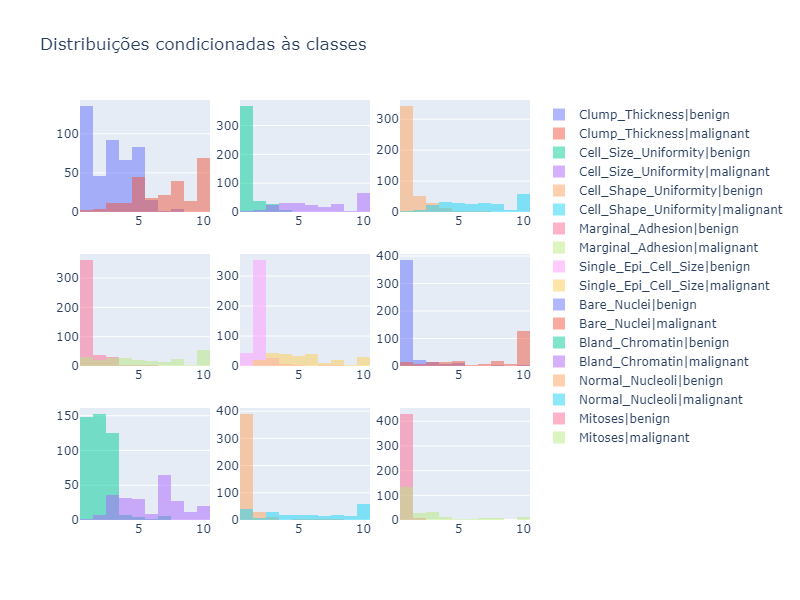 Distribuições condicionadas às classes
100
50
0
5
10
300
200
100
0
5
10
300
200
100
0
5
10
300
200
100
0
5
10
300
200
100
0
5
10
400
300
200
100
0
5
10
150
100
50
0
5
10
400
300
200
100
0
5
10
400
300
200
100
0
5
10
Clump_Thickness|benign
Clump_Thickness|malignant
Cell_Size_Uniformity|benign
Cell_Size_Uniformity|malignant
Cell_Shape_Uniformity|benign
Cell_Shape_Uniformity|malignant
Marginal_Adhesion|benign
Marginal_Adhesion|malignant
Single_Epi_Cell_Size|benign
Single_Epi_Cell_Size|malignant
Bare_Nuclei|benign
Bare_Nuclei|malignant
Bland_Chromatin|benign
Bland_Chromatin|malignant
Normal_Nucleoli|benign
Normal_Nucleoli|malignant
Mitoses|benign
Mitoses|malignant